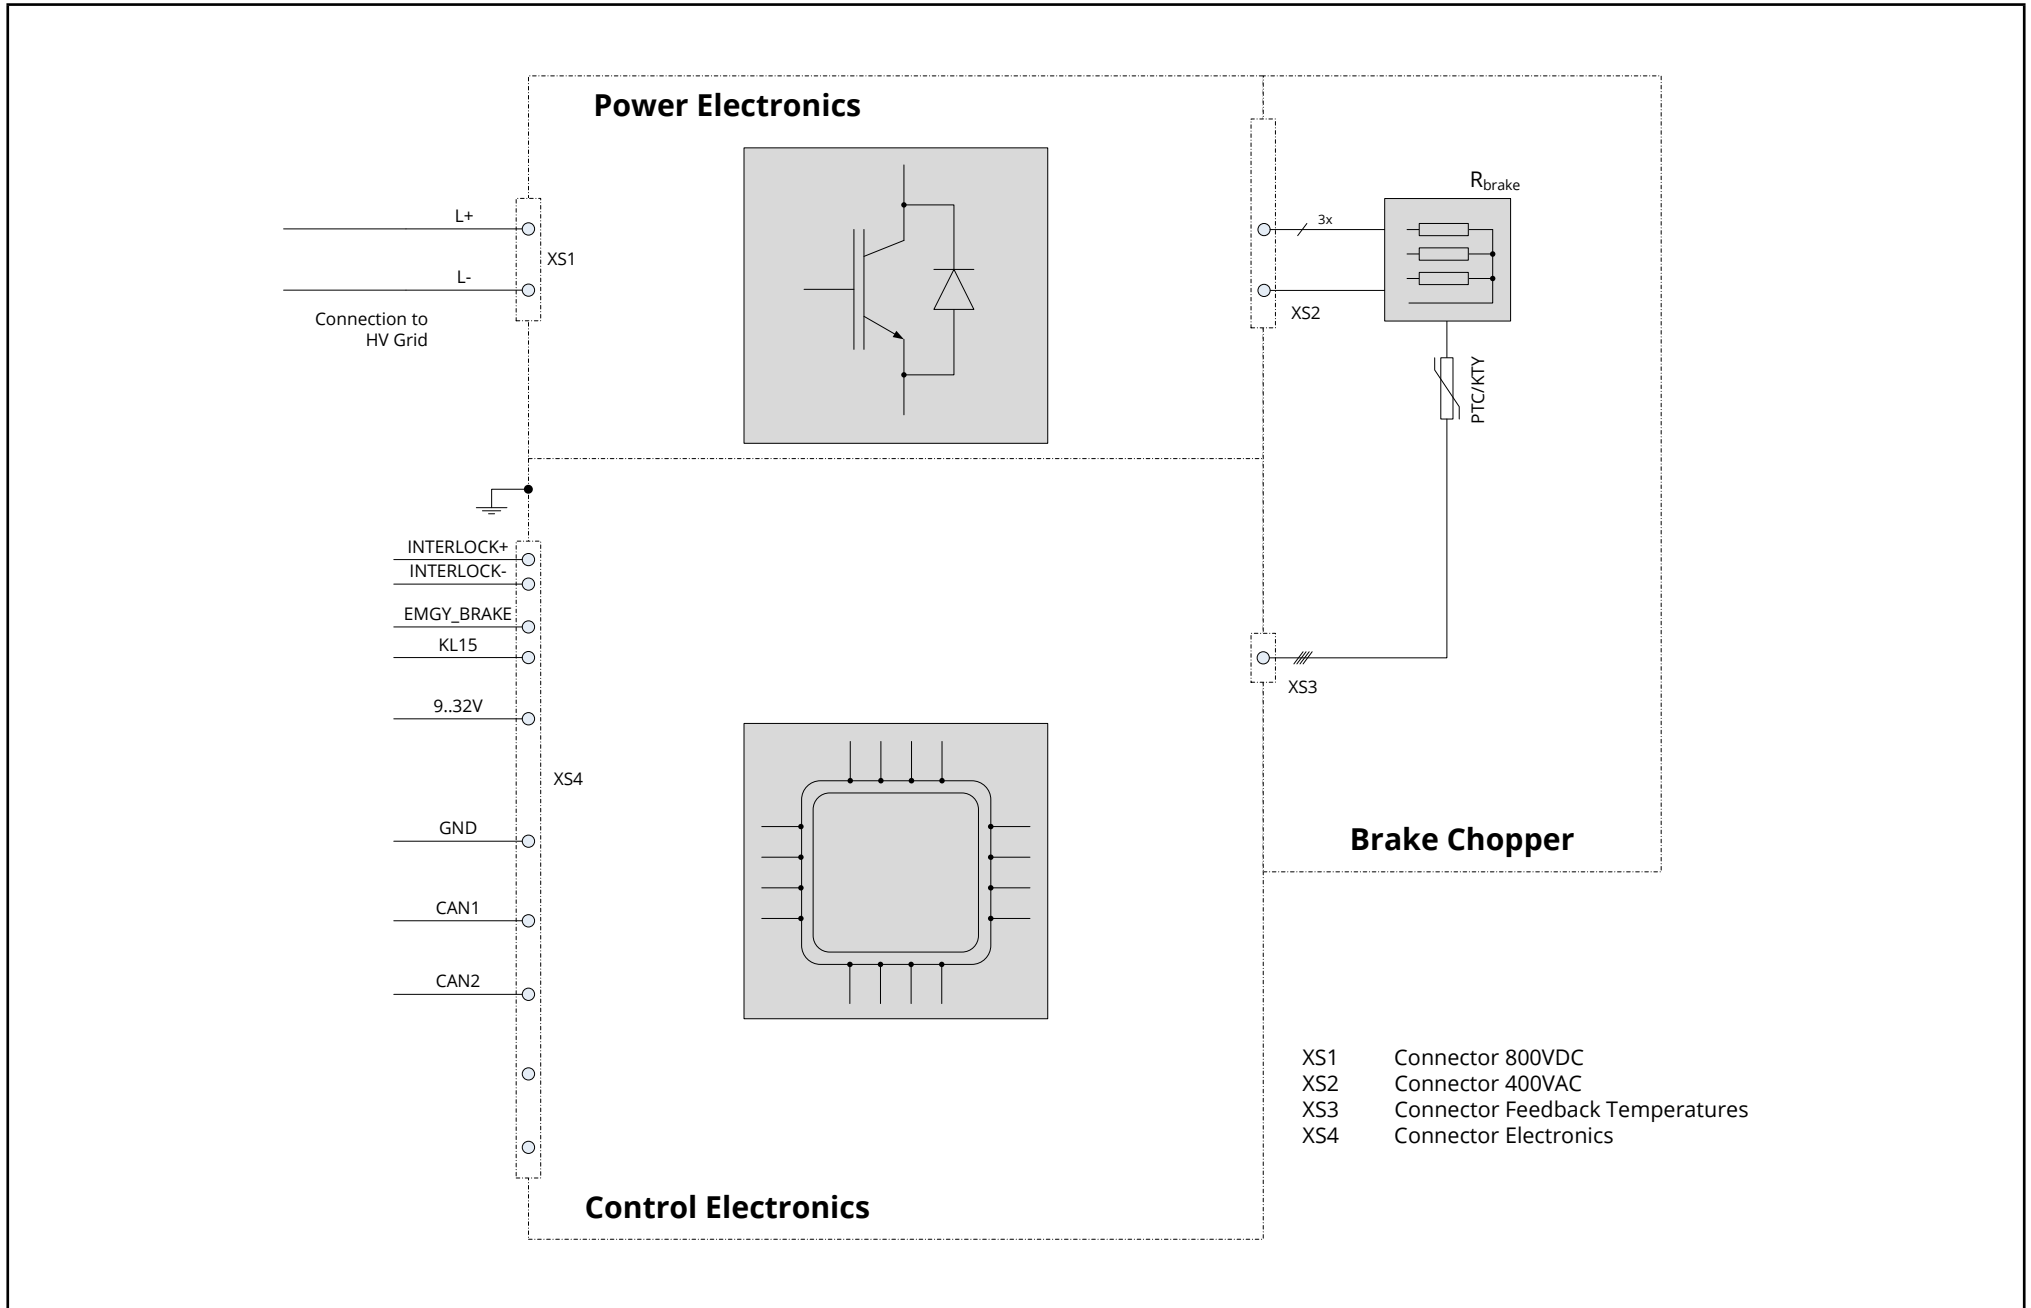 Power Electronics
R brake
L+
3x
XS1
L-
XS2
Connection to
HV Grid
PTC/KTY
INTERLOCK+
INTERLOCK-
EMGY_BRAKE
KL15
XS3
9..32V
XS4
GND
Brake Chopper
CAN1
CAN2
XS1 Connector 800VDC
XS2 Connector 400VAC
XS3 Connector Feedback Temperatures
XS4 Connector Electronics
Control Electronics